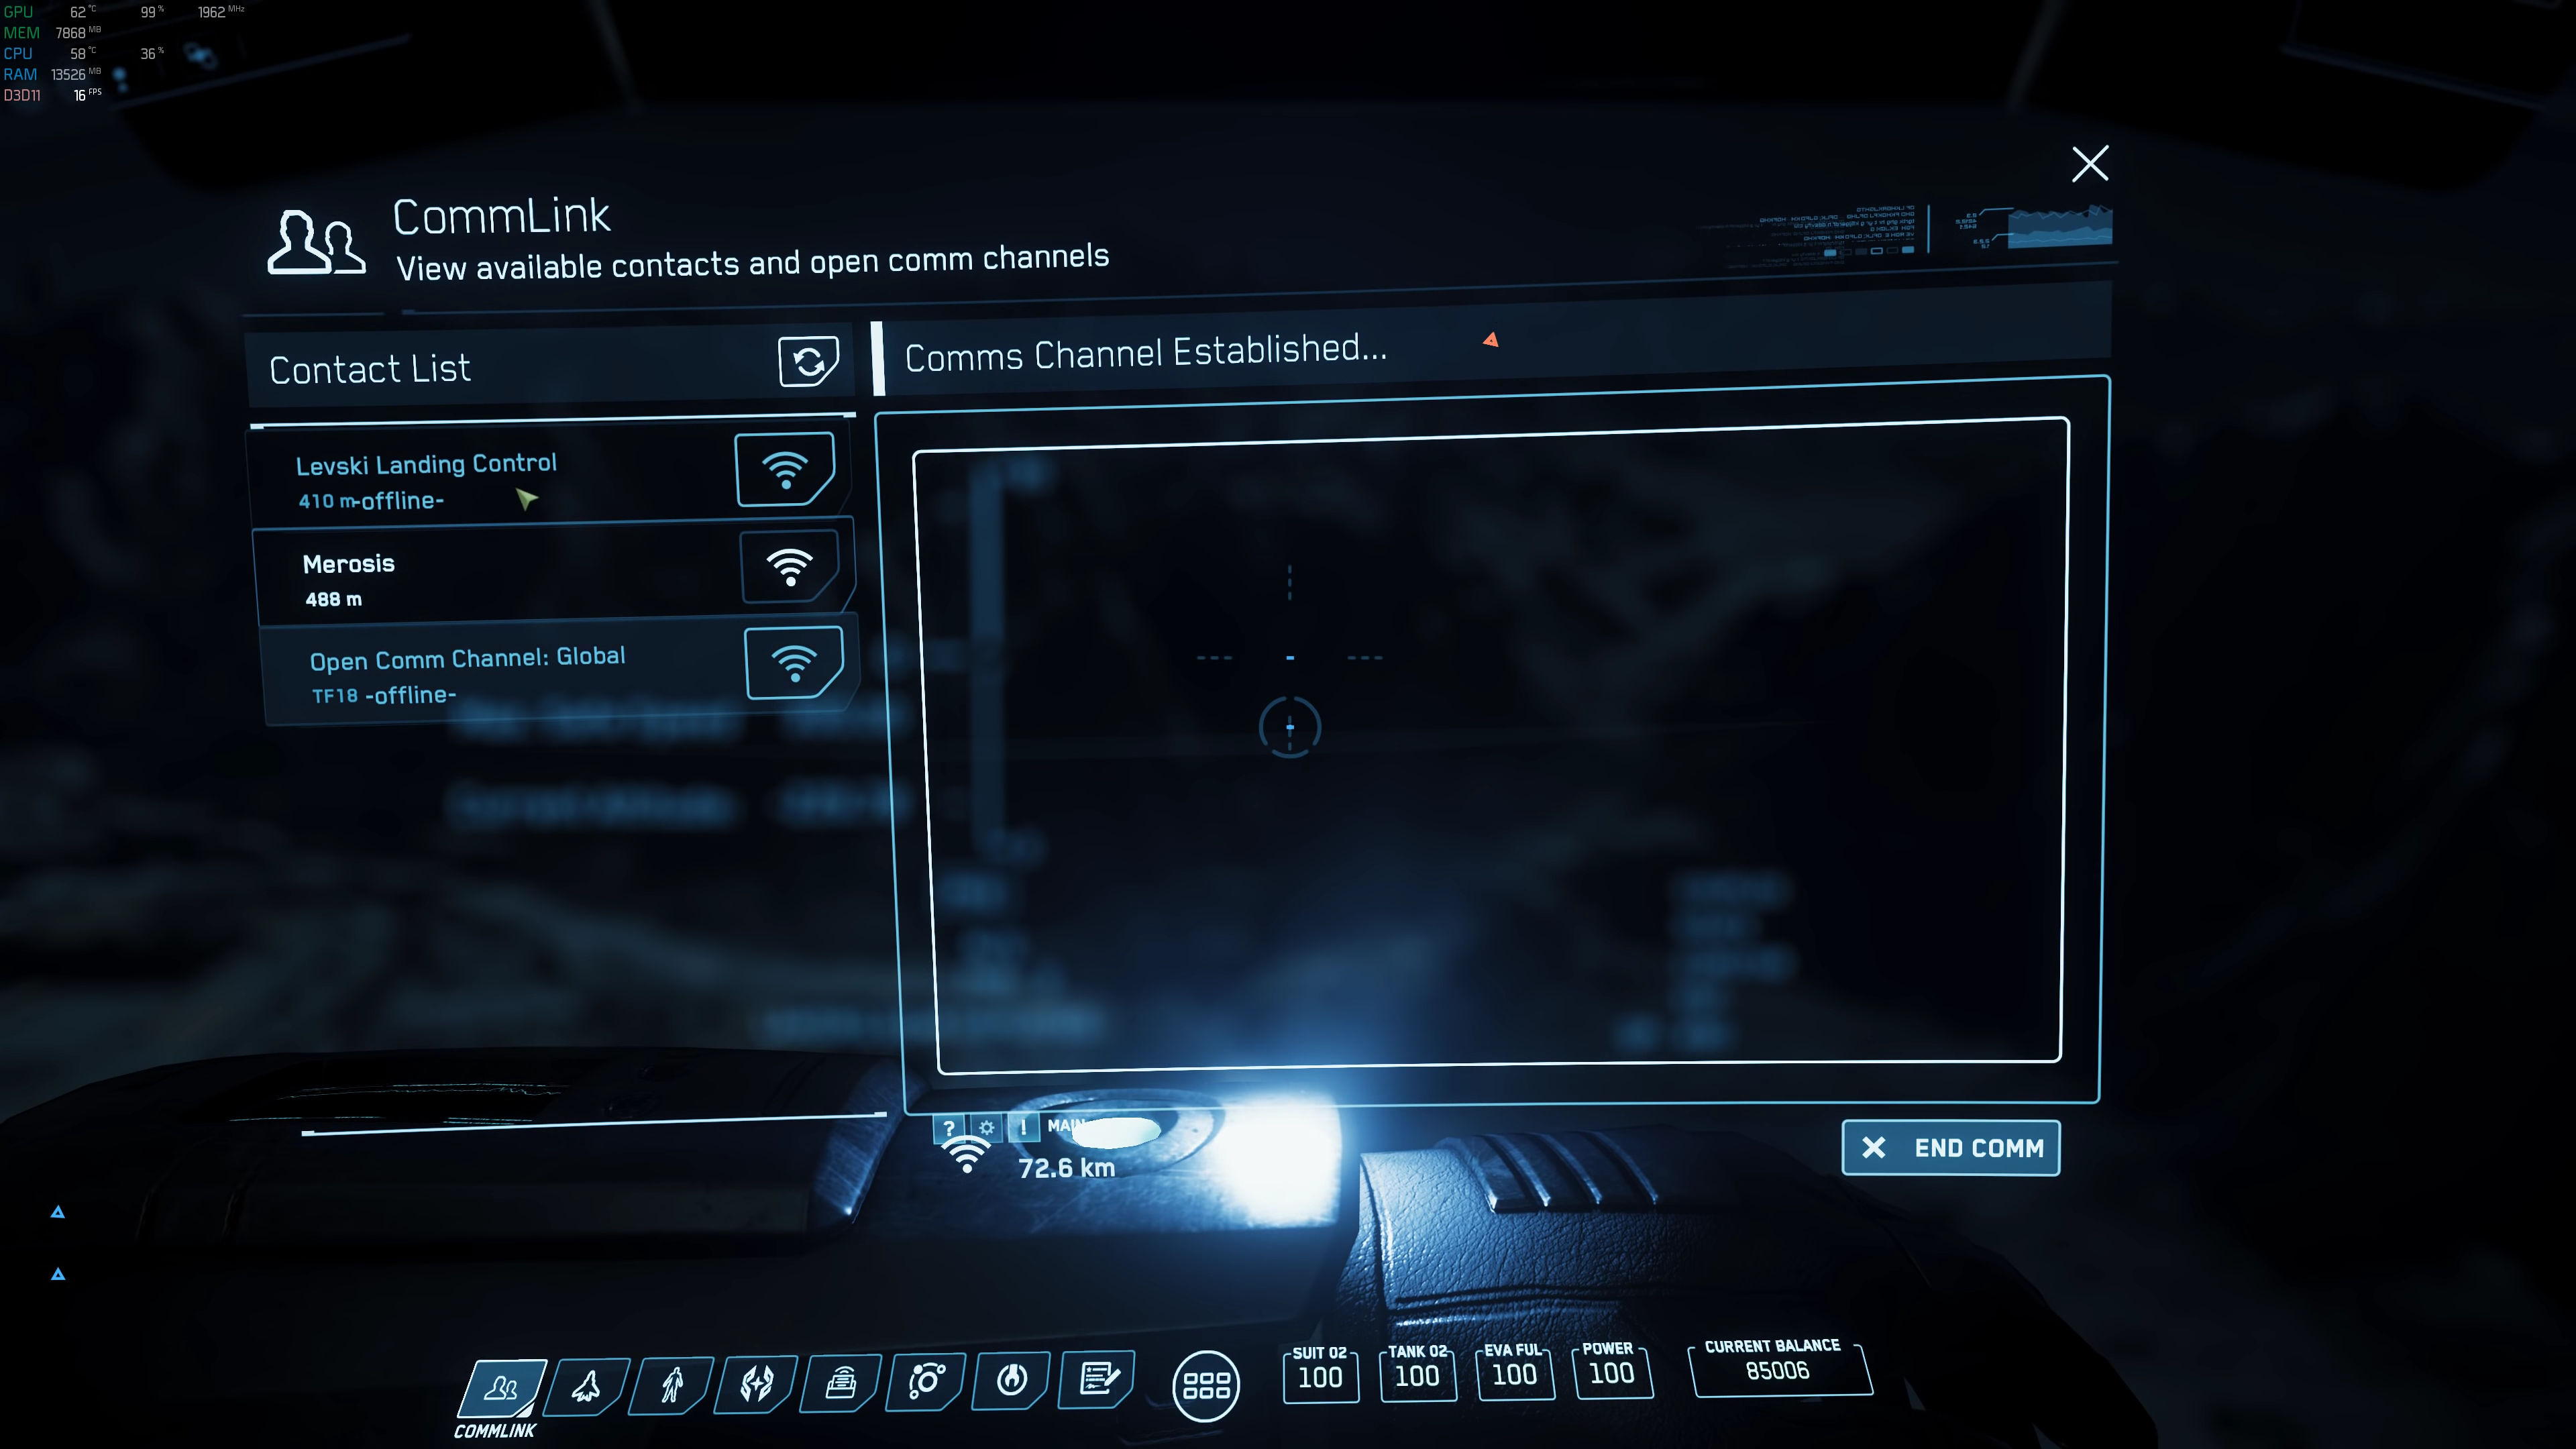 GPU 62 °C 99 % 1962 MHz
MEM 7868 MB
CPU 58 °C 36 %
RAM 13526 MB
D3D11 16 FPS
CommLink
View available contacts and open comm channels
Contact List
Comms Channel Established...
Levski Landing Control
410 m-offline-
Merosis
488 m
Open Comm Channel: Global
TF18 -offline-
? ! MAIN
72.6 km
END COMM
SUIT O2 TANK O2 EVA FUL POWER CURRENT BALANCE
100 100 100 100 85006
COMMLINK